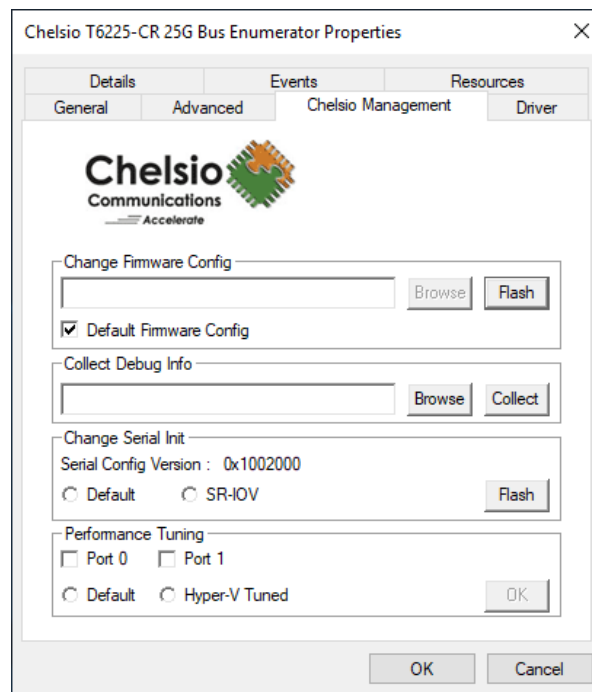 Chelsio T6225-CR 25G Bus Enumerator Properties
Details Events Resources
General Advanced Chelsio Management Driver
Chelsio
Communications
Accelerate
Change Firmware Config
Browse Flash
Default Firmware Config
Collect Debug Info
Browse Collect
Change Serial Init
Serial Config Version : 0x1002000
Default SR-IOV Flash
Performance Tuning
Port 0 Port 1
Default Hyper-V Tuned OK
OK Cancel